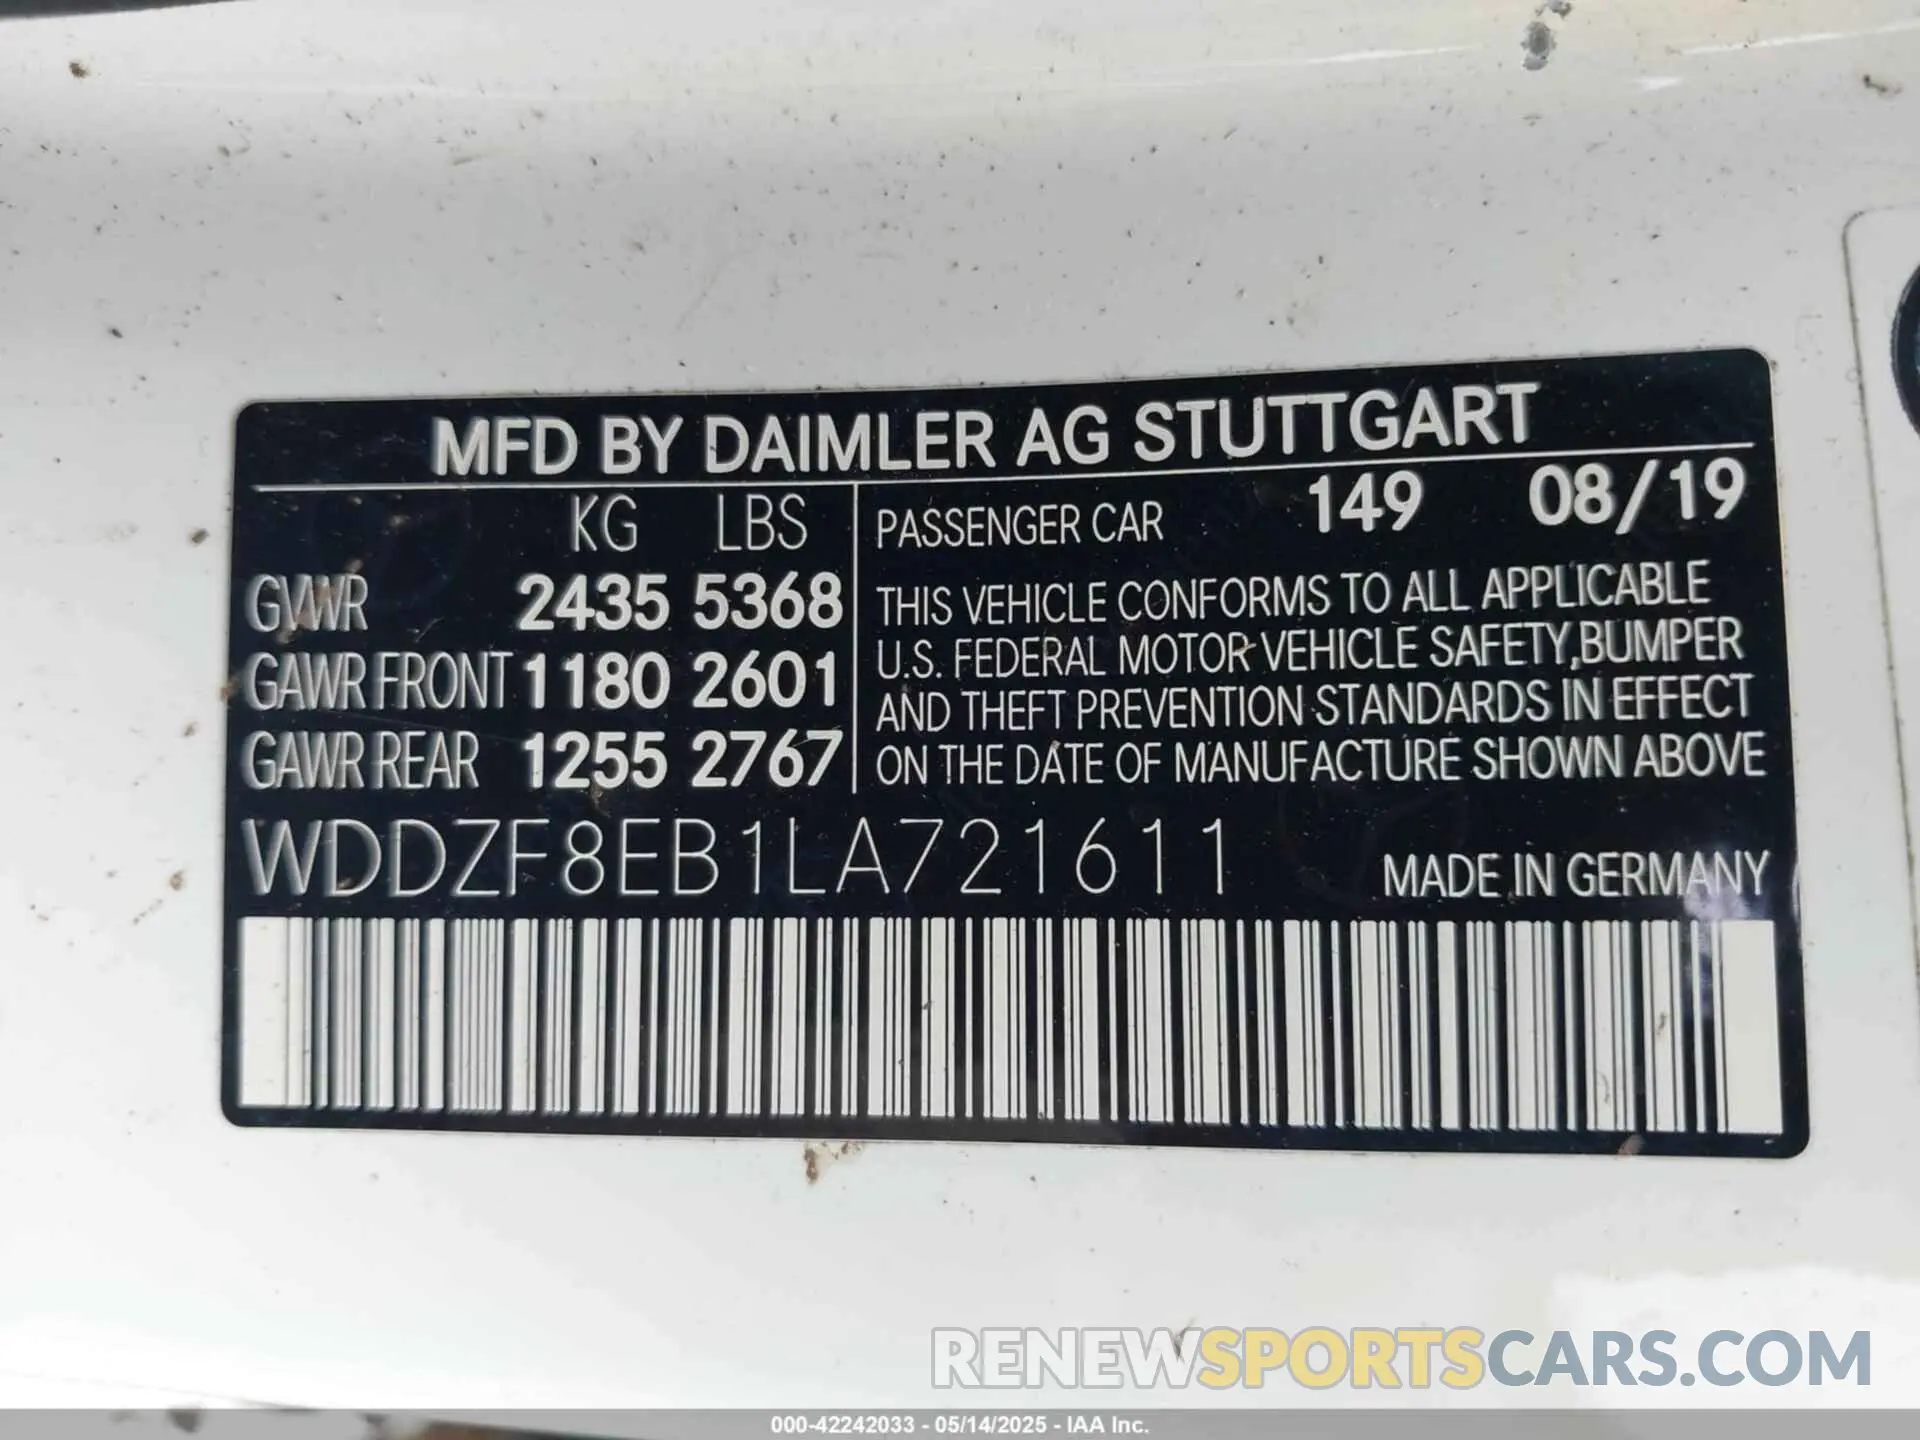 MFD BY DAIMLER AG STUTTGART
KG LBS
GVWR 2435 5368
GAWR FRONT 1180 2601
GAWR REAR 1255 2767
PASSENGER CAR 149 08/19
THIS VEHICLE CONFORMS TO ALL APPLICABLE
U.S. FEDERAL MOTOR VEHICLE SAFETY,BUMPER
AND THEFT PREVENTION STANDARDS IN EFFECT
ON THE DATE OF MANUFACTURE SHOWN ABOVE
WDDZF8EB1LA721611
MADE IN GERMANY
RENEWSPORTSCARS.COM
000-42242033 - 05/14/2025 - IAA Inc.